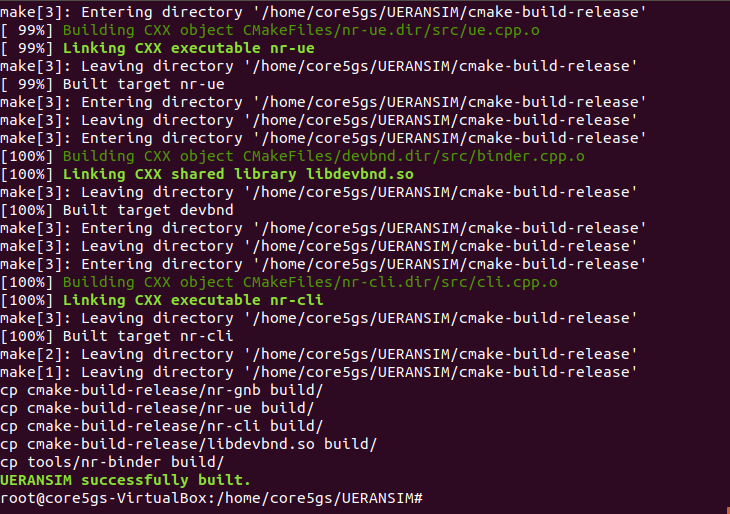 make[3]: Entering directory '/home/core5gs/UERANSIM/cmake-build-release'
[ 99%] Building CXX object CMakeFiles/nr-ue.dir/src/ue.cpp.o
[ 99%] Linking CXX executable nr-ue
make[3]: Leaving directory '/home/core5gs/UERANSIM/cmake-build-release'
[ 99%] Built target nr-ue
make[3]: Entering directory '/home/core5gs/UERANSIM/cmake-build-release'
make[3]: Leaving directory '/home/core5gs/UERANSIM/cmake-build-release'
make[3]: Entering directory '/home/core5gs/UERANSIM/cmake-build-release'
[100%] Building CXX object CMakeFiles/devbnd.dir/src/binder.cpp.o
[100%] Linking CXX shared library libdevbnd.so
make[3]: Leaving directory '/home/core5gs/UERANSIM/cmake-build-release'
[100%] Built target devbnd
make[3]: Entering directory '/home/core5gs/UERANSIM/cmake-build-release'
make[3]: Leaving directory '/home/core5gs/UERANSIM/cmake-build-release'
make[3]: Entering directory '/home/core5gs/UERANSIM/cmake-build-release'
[100%] Building CXX object CMakeFiles/nr-cli.dir/src/cli.cpp.o
[100%] Linking CXX executable nr-cli
make[3]: Leaving directory '/home/core5gs/UERANSIM/cmake-build-release'
[100%] Built target nr-cli
make[2]: Leaving directory '/home/core5gs/UERANSIM/cmake-build-release'
make[1]: Leaving directory '/home/core5gs/UERANSIM/cmake-build-release'
cp cmake-build-release/nr-gnb build/
cp cmake-build-release/nr-ue build/
cp cmake-build-release/nr-cli build/
cp cmake-build-release/libdevbnd.so build/
cp tools/nr-binder build/
UERANSIM successfully built.
root@core5gs-VirtualBox:/home/core5gs/UERANSIM#